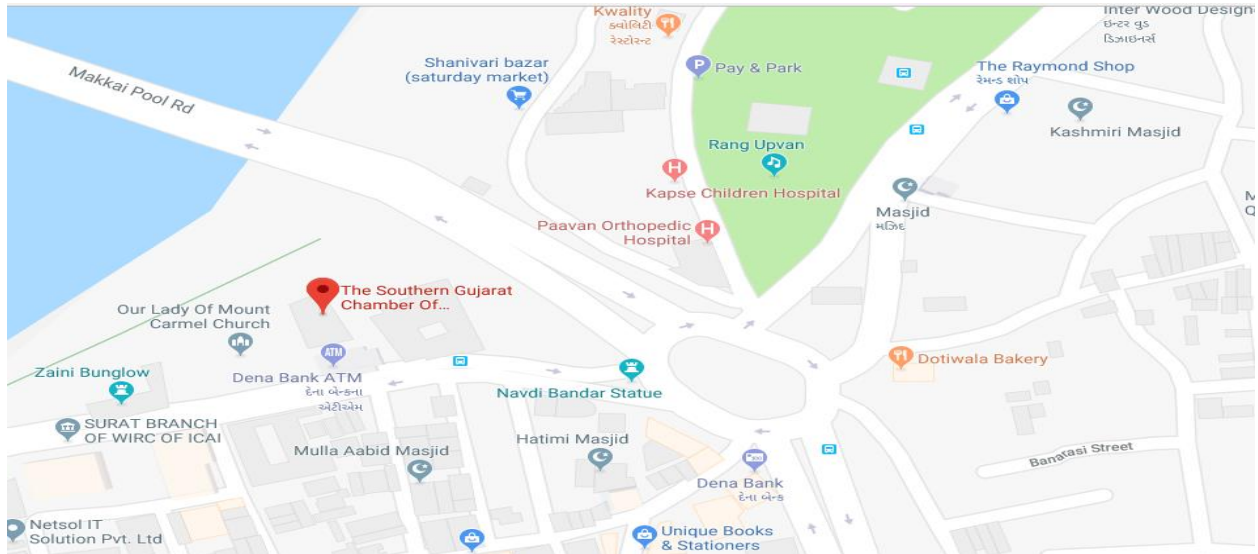 Kwality
ક્વોલિટી
રેસ્ટોરન્ટ
Inter Wood Design
ઇન્ટર વુડ
ડિઝાઇનર્સ
Makkai Pool Rd
Shanivari bazar
(saturday market)
P
Pay & Park
The Raymond Shop
રેમન્ડ શોપ
Kashmiri Masjid
Rang Upvan
H
Kapse Children Hospital
Masjid
મસ્જિદ
M
Q
Paavan Orthopedic
Hospital
H
The Southern Gujarat
Chamber Of...
Our Lady Of Mount
Carmel Church
ATM
Dena Bank ATM
દેના બેન્કના
એટીએમ
Zaini Bunglow
Navdi Bandar Statue
Dotiwala Bakery
SURAT BRANCH
OF WIRC OF ICAI
Mulla Aabid Masjid
Hatimi Masjid
Banarasi Street
Dena Bank
દેના બેન્ક
Netsol IT
Solution Pvt. Ltd
Unique Books
& Stationers